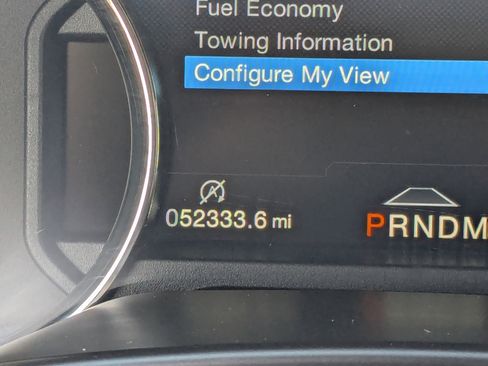 Fuel Economy
Towing Information
Configure My View
052333.6 mi
PRNDM